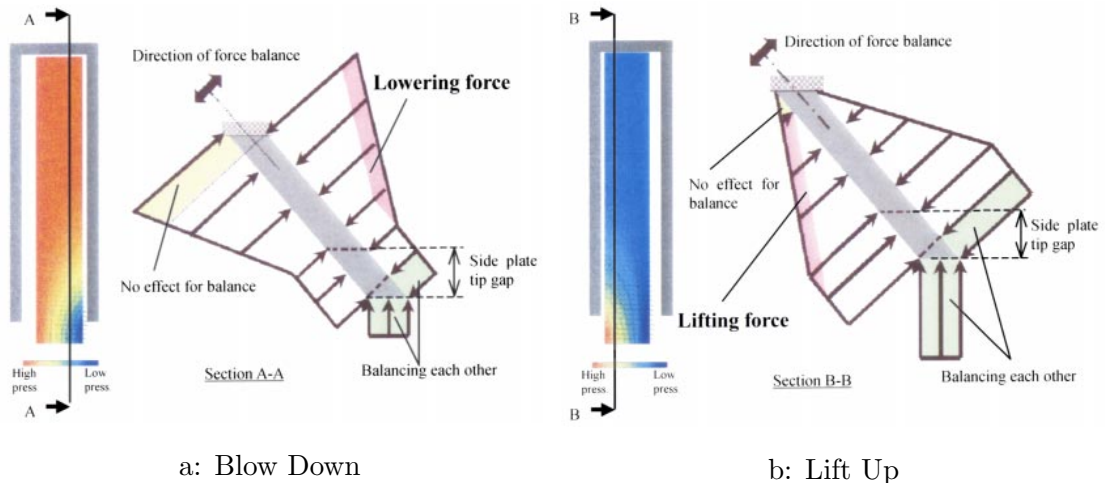 A
Direction of force balance
Lowering force
No effect for balance
Side plate
tip gap
High
press
Low
press
Section A-A
Balancing each other
A
a: Blow Down
B
Direction of force balance
No effect for
balance
Side plate
tip gap
Lifting force
High
press
Low
press
Section B-B
Balancing each other
B
b: Lift Up